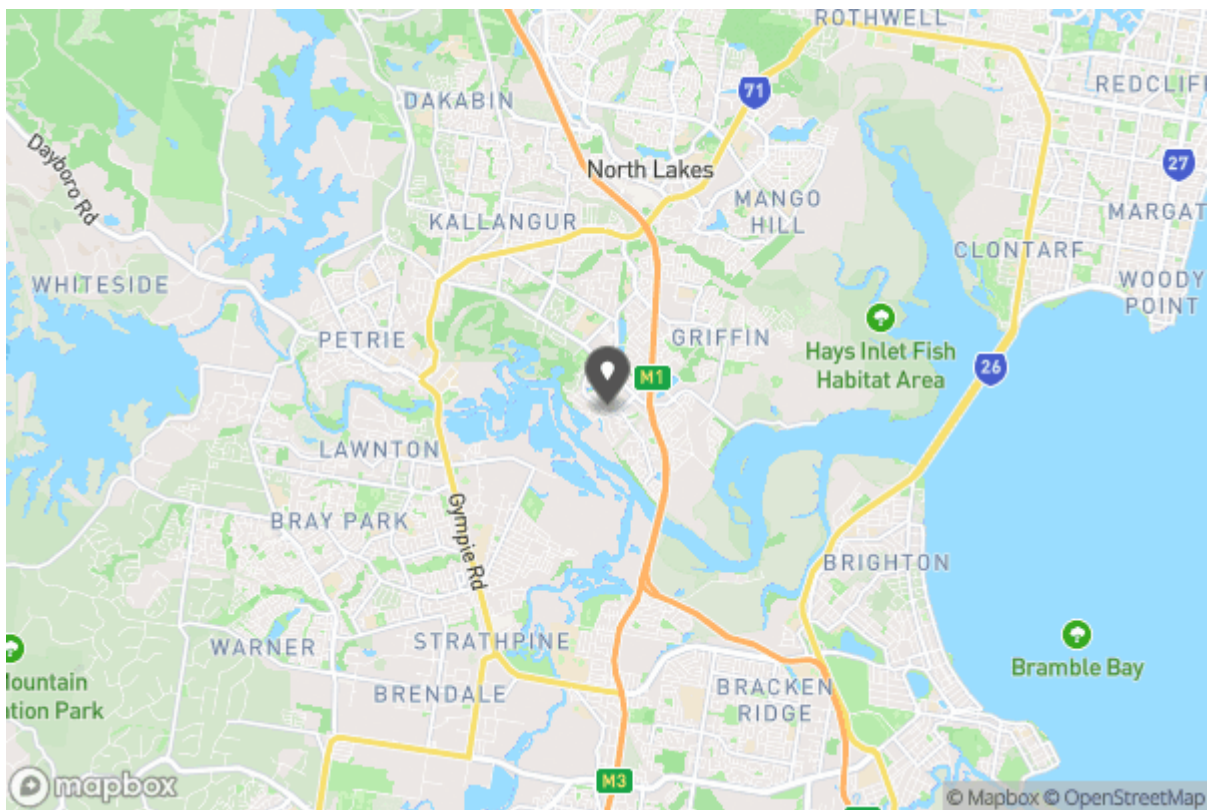 ROTHWELL
71
DAKABIN
REDCLIF
North Lakes
27
Dayboro Rd
MANGO
HILL
KALLANGUR
MARGAT
CLONTARF
WHITESIDE
WOODY
POINT
PETRIE
GRIFFIN
Hays Inlet Fish
Habitat Area
M1
26
LAWNTON
Gympie Rd
BRAY PARK
BRIGHTON
WARNER
STRATHPINE
Bramble Bay
Mountain
ation Park
BRENDALE
BRACKEN
RIDGE
M3
mapbox
© Mapbox © OpenStreetMap